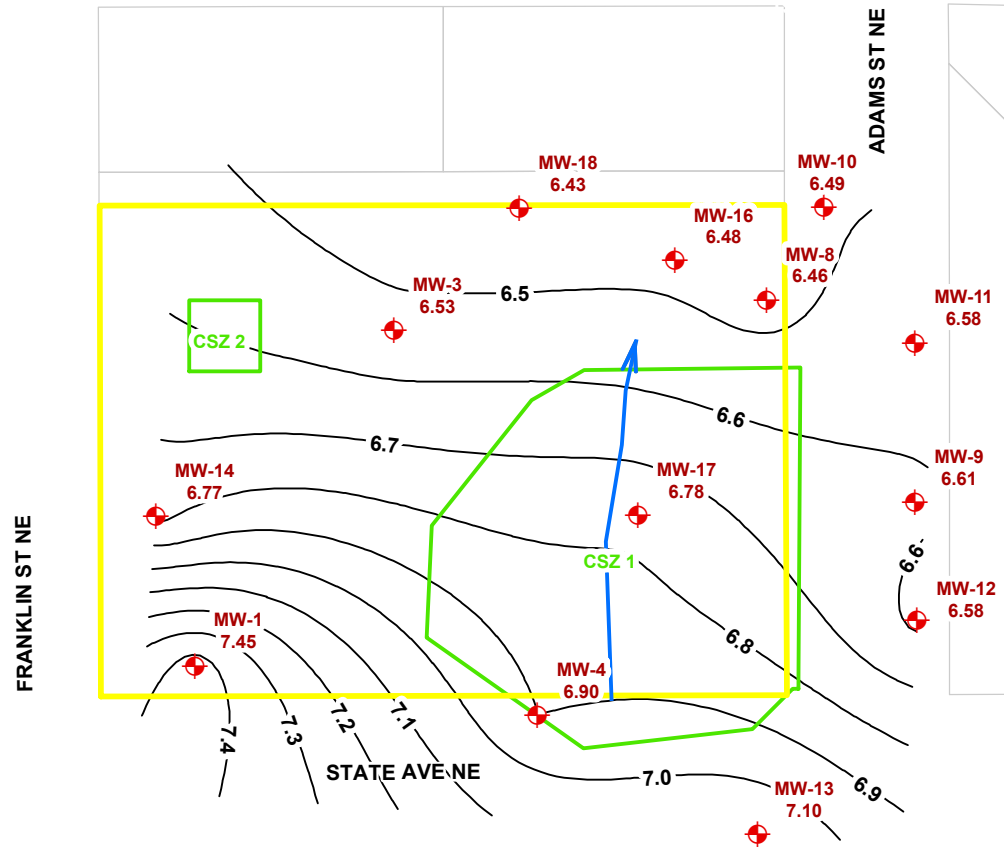 ADAMS ST NE
MW-18
6.43
MW-10
6.49
MW-16
6.48
MW-8
6.46
MW-3
6.53
6.5
MW-11
6.58
CSZ 2
6.6
6.7
MW-9
6.61
MW-14
6.77
MW-17
6.78
FRANKLIN ST NE
CSZ 1
6.6
MW-12
6.58
MW-1
7.45
6.8
MW-4
6.90
7.4
7.3
7.2
7.1
STATE AVE NE
7.0
6.9
MW-13
7.10